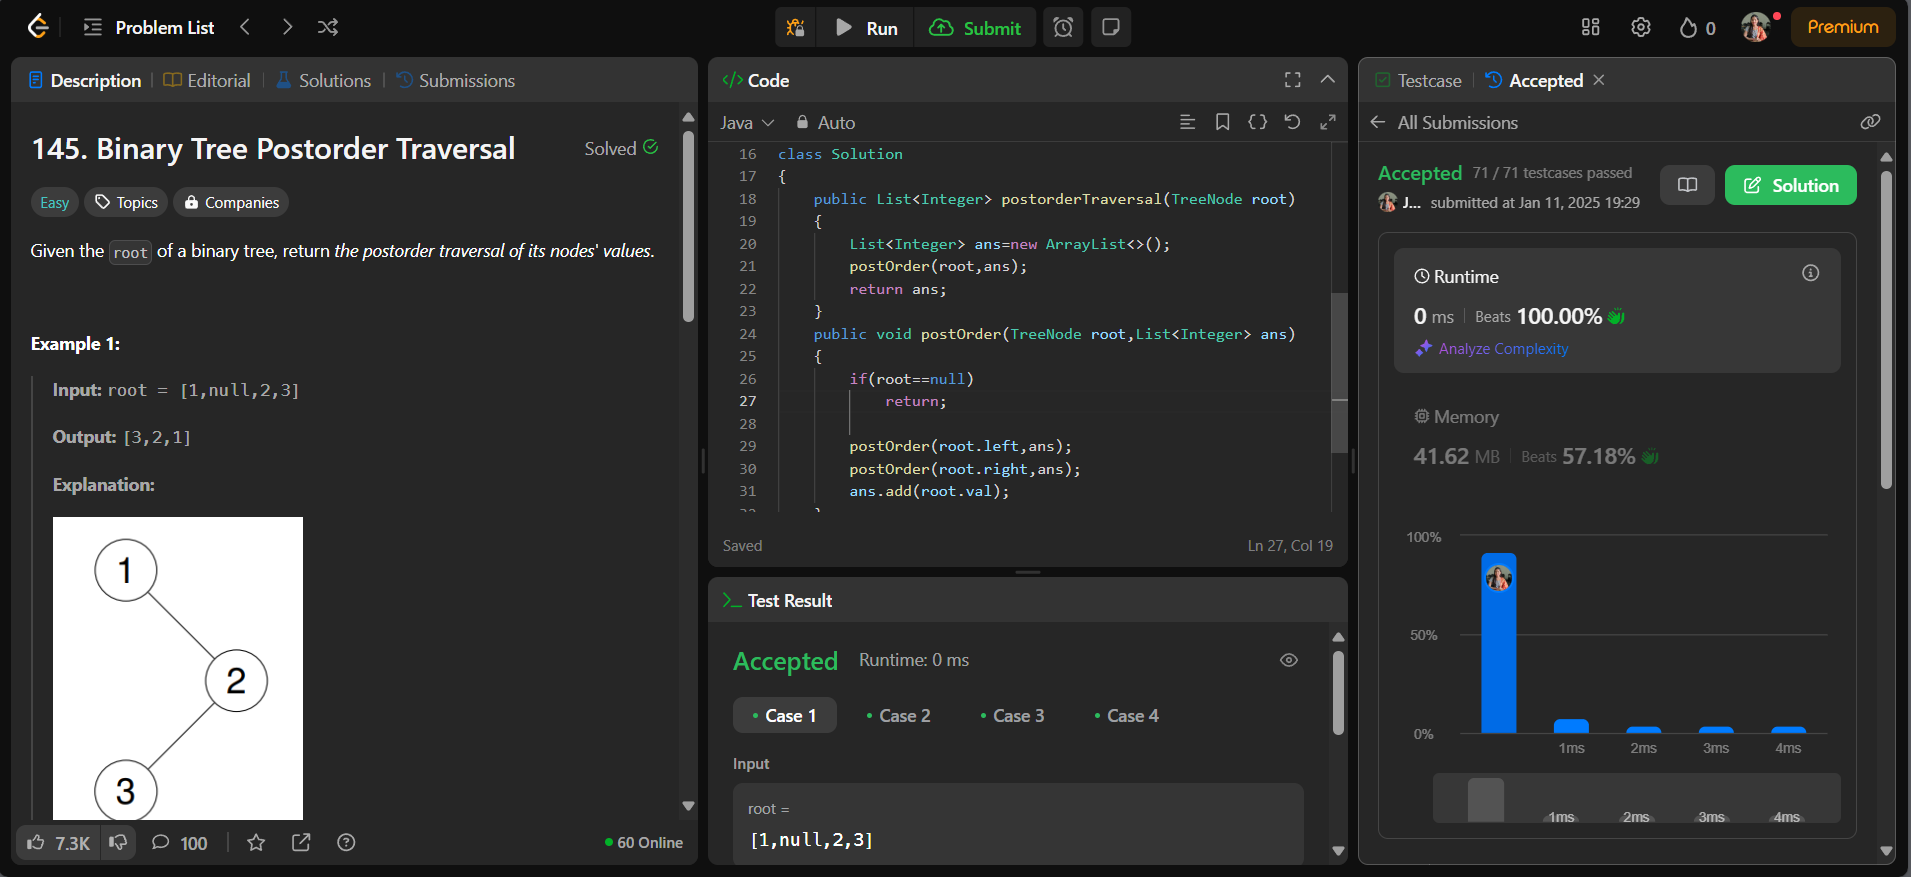 Problem List
Run
Submit
0
Premium
Description
Editorial
Solutions
Submissions
145. Binary Tree Postorder Traversal
Solved
Easy
Topics
Companies
Given the root of a binary tree, return the postorder traversal of its nodes' values.
Example 1:
Input: root = [1,null,2,3]
Output: [3,2,1]
Explanation:
1
2
3
7.3K
100
60 Online
</> Code
Java
Auto
16 class Solution
17 {
18 public List<Integer> postorderTraversal(TreeNode root)
19 {
20 List<Integer> ans=new ArrayList<>();
21 postOrder(root,ans);
22 return ans;
23 }
24 public void postOrder(TreeNode root,List<Integer> ans)
25 {
26 if(root==null)
27 return;
28
29 postOrder(root.left,ans);
30 postOrder(root.right,ans);
31 ans.add(root.val);
32 }
Saved
Ln 27, Col 19
Test Result
Accepted Runtime: 0 ms
Case 1
Case 2
Case 3
Case 4
Input
root =
[1,null,2,3]
Testcase
Accepted
All Submissions
Accepted 71 / 71 testcases passed
J... submitted at Jan 11, 2025 19:29
Solution
Runtime
0 ms Beats 100.00%
Analyze Complexity
Memory
41.62 MB Beats 57.18%
100%
50%
0%
1ms 2ms 3ms 4ms
1ms 2ms 3ms 4ms